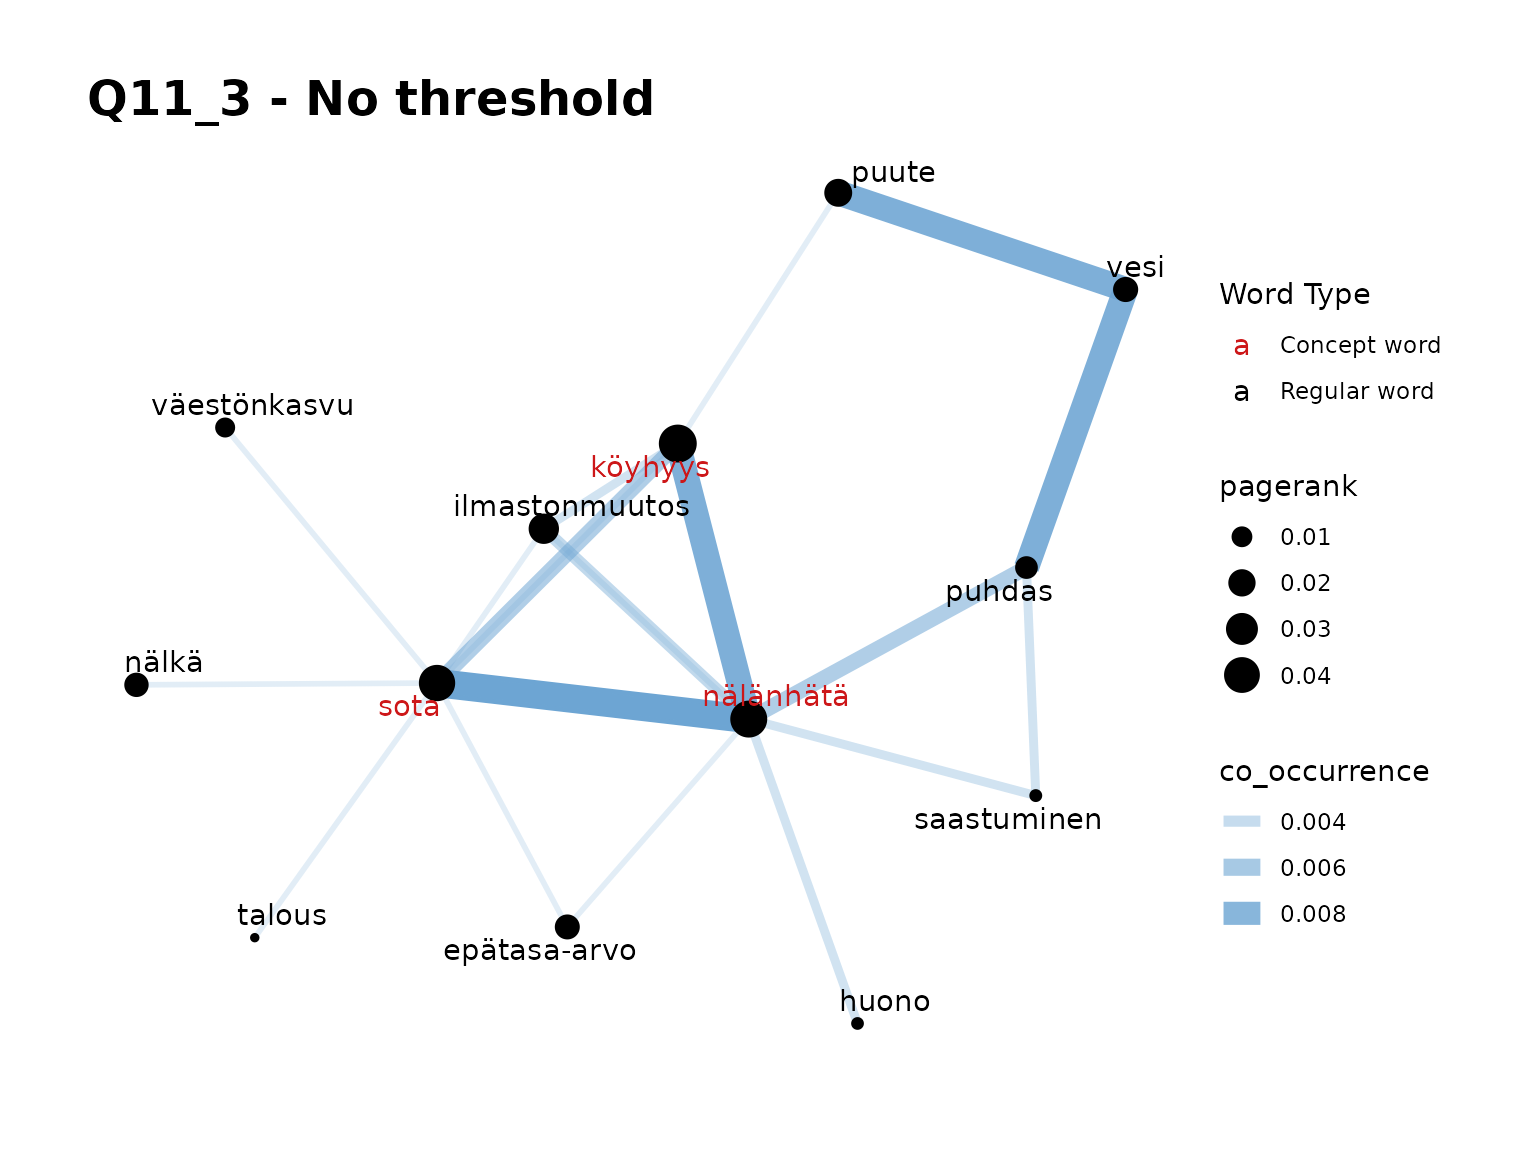 Q11_3 - No threshold
puute
vesi
väestönkasvu
köyhyys
ilmastonmuutos
puhdas
nälkä
nälänhätä
sota
saastuminen
talous
epätasa-arvo
huono
Word Type
a Concept word
a Regular word
pagerank
0.01
0.02
0.03
0.04
co_occurrence
0.004
0.006
0.008